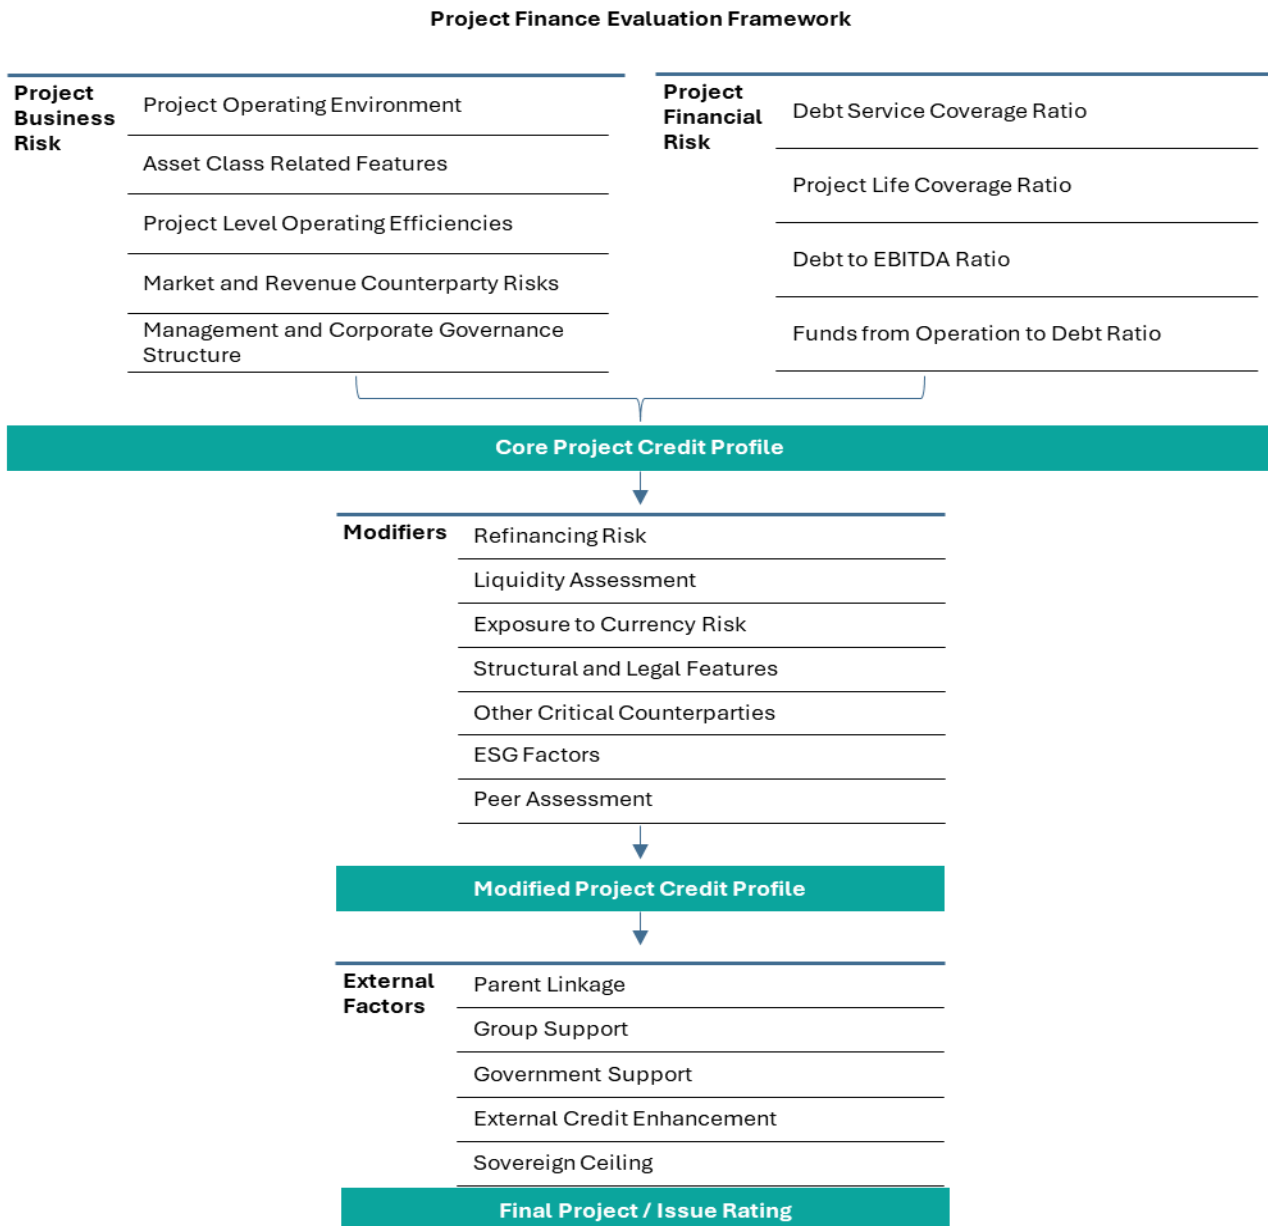 Project Finance Evaluation Framework
Project
Business
Risk
Project Operating Environment
Asset Class Related Features
Project Level Operating Efficiencies
Market and Revenue Counterparty Risks
Management and Corporate Governance
Structure
Project
Financial
Risk
Debt Service Coverage Ratio
Project Life Coverage Ratio
Debt to EBITDA Ratio
Funds from Operation to Debt Ratio
Core Project Credit Profile
Modifiers
Refinancing Risk
Liquidity Assessment
Exposure to Currency Risk
Structural and Legal Features
Other Critical Counterparties
ESG Factors
Peer Assessment
Modified Project Credit Profile
External
Factors
Parent Linkage
Group Support
Government Support
External Credit Enhancement
Sovereign Ceiling
Final Project / Issue Rating